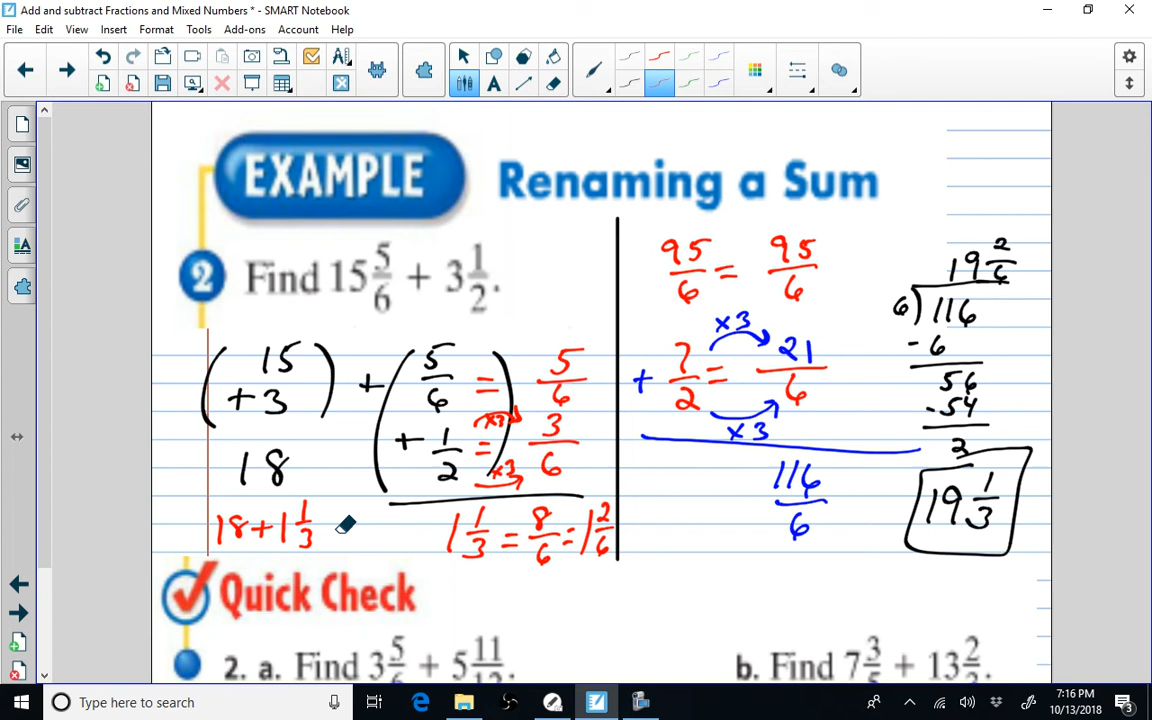 Add and subtract Fractions and Mixed Numbers * - SMART Notebook
File Edit View Insert Format Tools Add-ons Account Help
EXAMPLE Renaming a Sum
2 Find 15 5/6 + 3 1/2.
( 15 + 3 ) + ( 5/6 = 5/6
+ 1/2 ) = 3/6
x3
x3
18
18 + 1 1/3
1 1/3 = 8/6 = 1 2/6
95/6 = 95/6
x3
+ 7/2 = 21/6
x3
116/6
19 2/6
6 ) 116
- 6
56
- 54
2
19 1/3
Quick Check
2. a. Find 3 5/6 + 5 11/12.
b. Find 7 3/5 + 13 2/3.
Type here to search
7:16 PM
10/13/2018
3